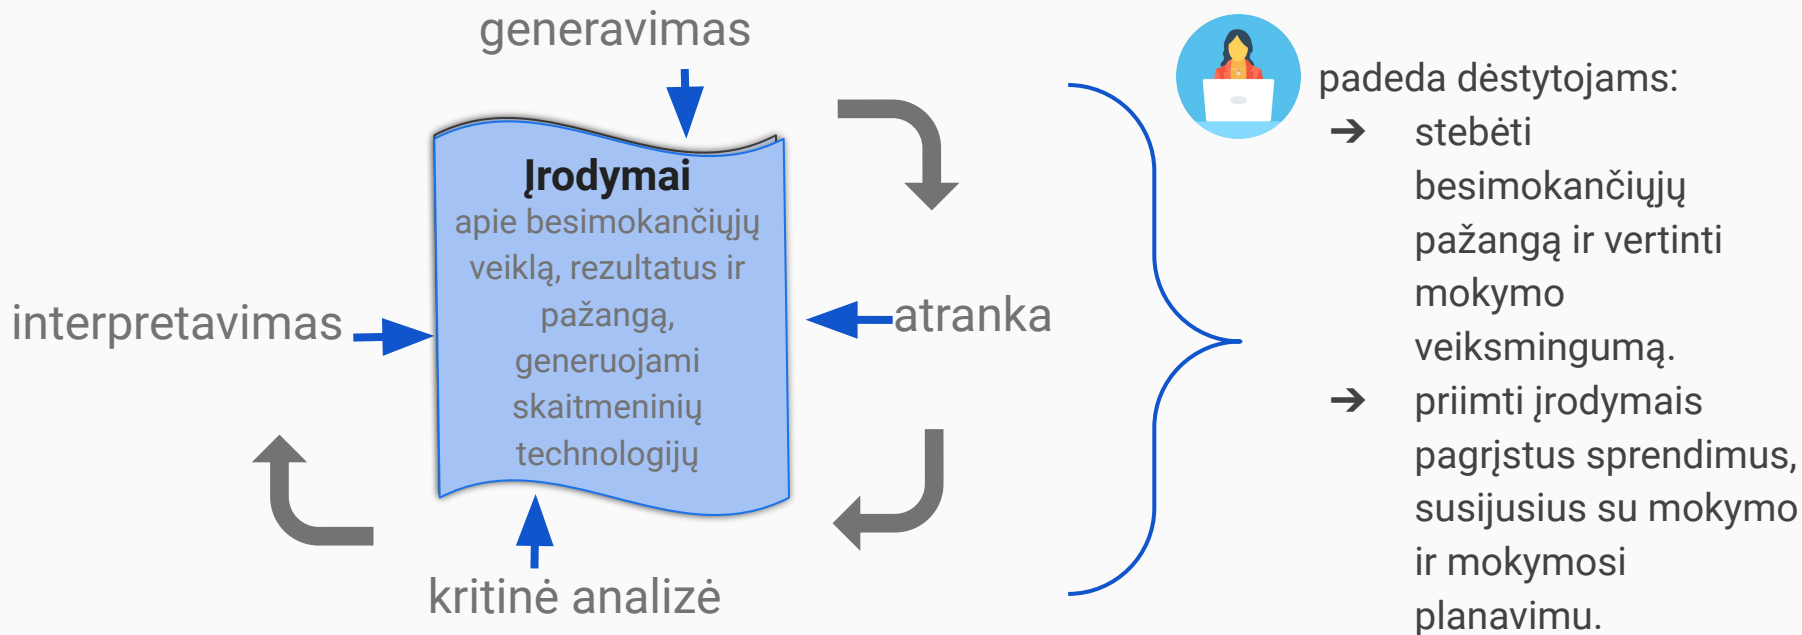 generavimas
Įrodymai
apie besimokančiųjų
veiklą, rezultatus ir
pažangą,
generuojami
skaitmeninių
technologijų
interpretavimas
atranka
kritinė analizė
padeda dėstytojams:
➔ stebėti
besimokančiųjų
pažangą ir vertinti
mokymo
veiksmingumą.
➔ priimti įrodymais
pagrįstus sprendimus,
susijusius su mokymo
ir mokymosi
planavimu.